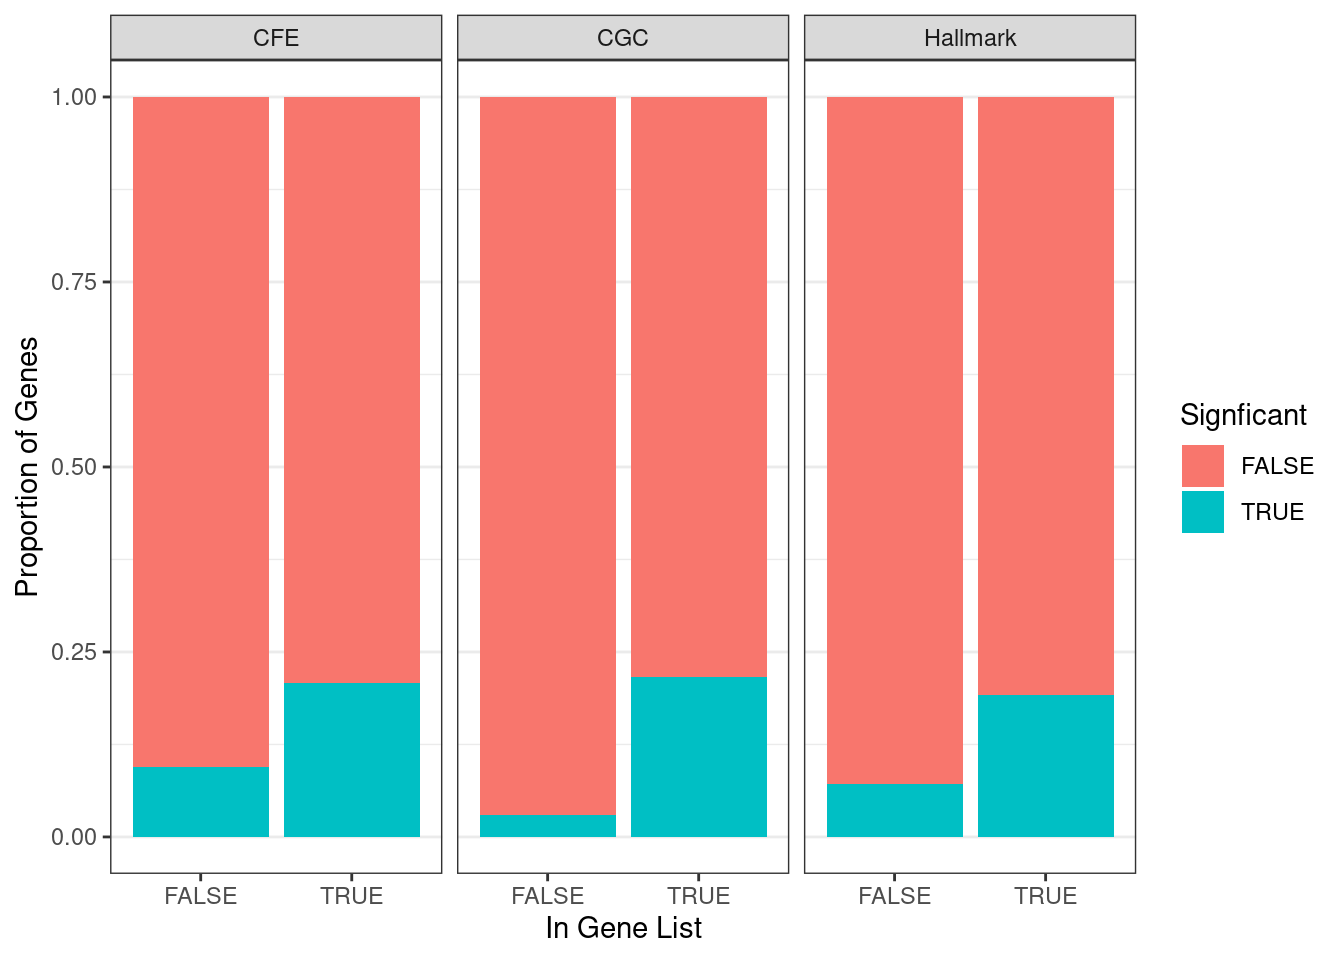 CFE CGC Hallmark
1.00
0.75
0.50
0.25
0.00
Proportion of Genes
FALSE TRUE FALSE TRUE FALSE TRUE
In Gene List
Signficant
FALSE
TRUE